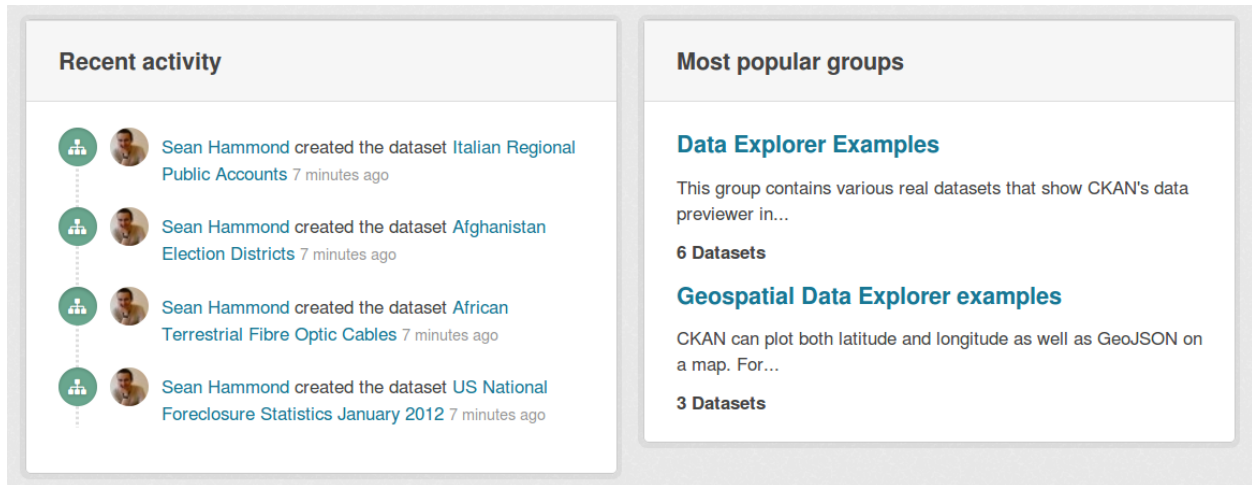 Recent activity
Sean Hammond created the dataset Italian Regional
Public Accounts 7 minutes ago
Sean Hammond created the dataset Afghanistan
Election Districts 7 minutes ago
Sean Hammond created the dataset African
Terrestrial Fibre Optic Cables 7 minutes ago
Sean Hammond created the dataset US National
Foreclosure Statistics January 2012 7 minutes ago
Most popular groups
Data Explorer Examples
This group contains various real datasets that show CKAN's data
previewer in...
6 Datasets
Geospatial Data Explorer examples
CKAN can plot both latitude and longitude as well as GeoJSON on
a map. For...
3 Datasets